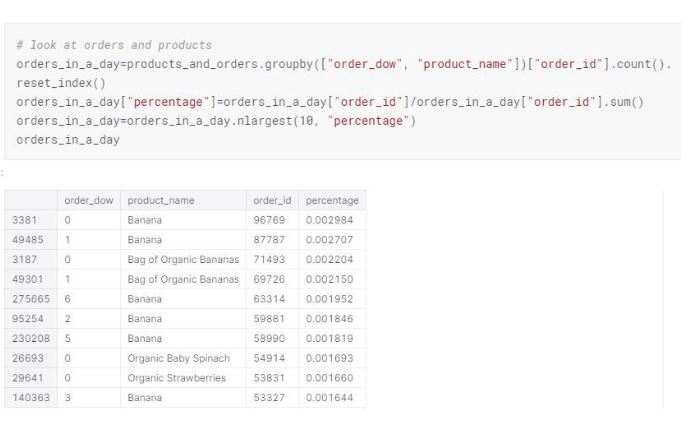 # look at orders and products
orders_in_a_day=products_and_orders.groupby(["order_dow", "product_name"])["order_id"].count().
reset_index()
orders_in_a_day["percentage"]=orders_in_a_day["order_id"]/orders_in_a_day["order_id"].sum()
orders_in_a_day=orders_in_a_day.nlargest(10, "percentage")
orders_in_a_day
:
order_dow product_name order_id percentage
3381 0 Banana 96769 0.002984
49485 1 Banana 87787 0.002707
3187 0 Bag of Organic Bananas 71493 0.002204
49301 1 Bag of Organic Bananas 69726 0.002150
275665 6 Banana 63314 0.001952
95254 2 Banana 59881 0.001846
230208 5 Banana 58990 0.001819
26693 0 Organic Baby Spinach 54914 0.001693
29641 0 Organic Strawberries 53831 0.001660
140363 3 Banana 53327 0.001644